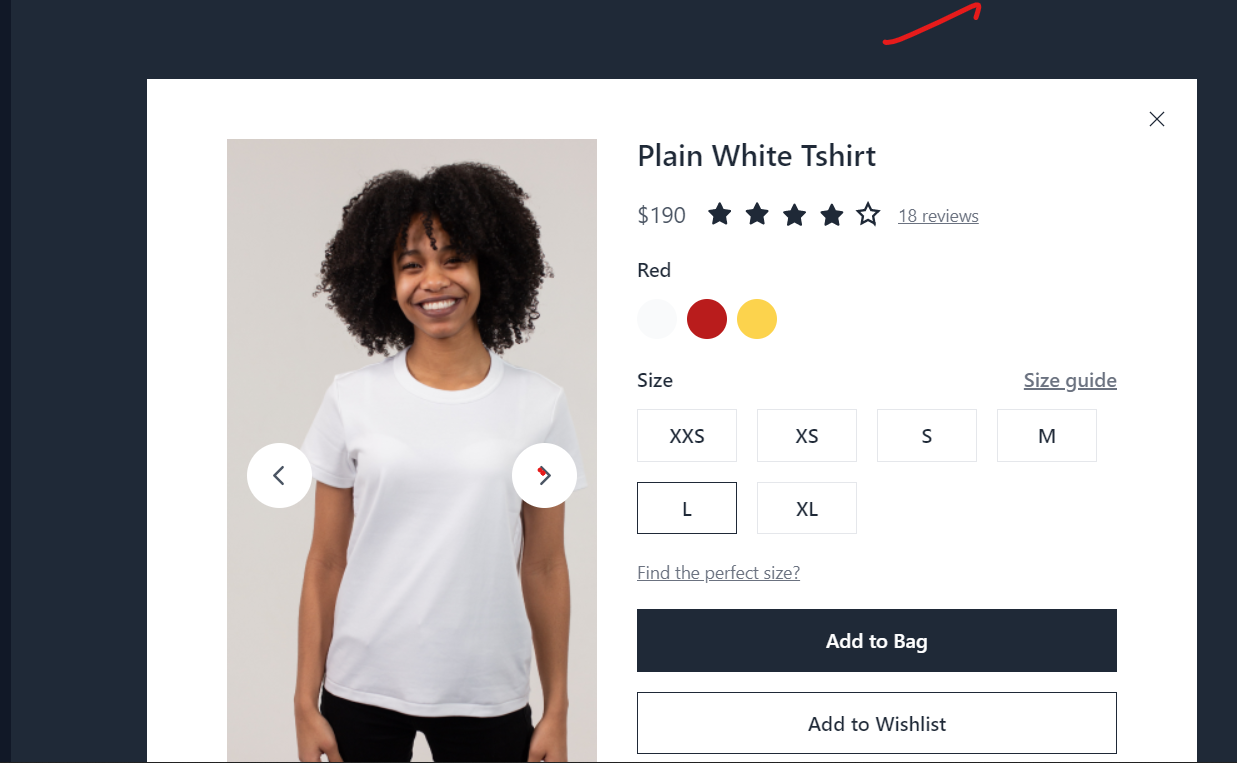 Plain White Tshirt
$190 18 reviews
Red
Size Size guide
XXS XS S M
L XL
Find the perfect size?
Add to Bag
Add to Wishlist